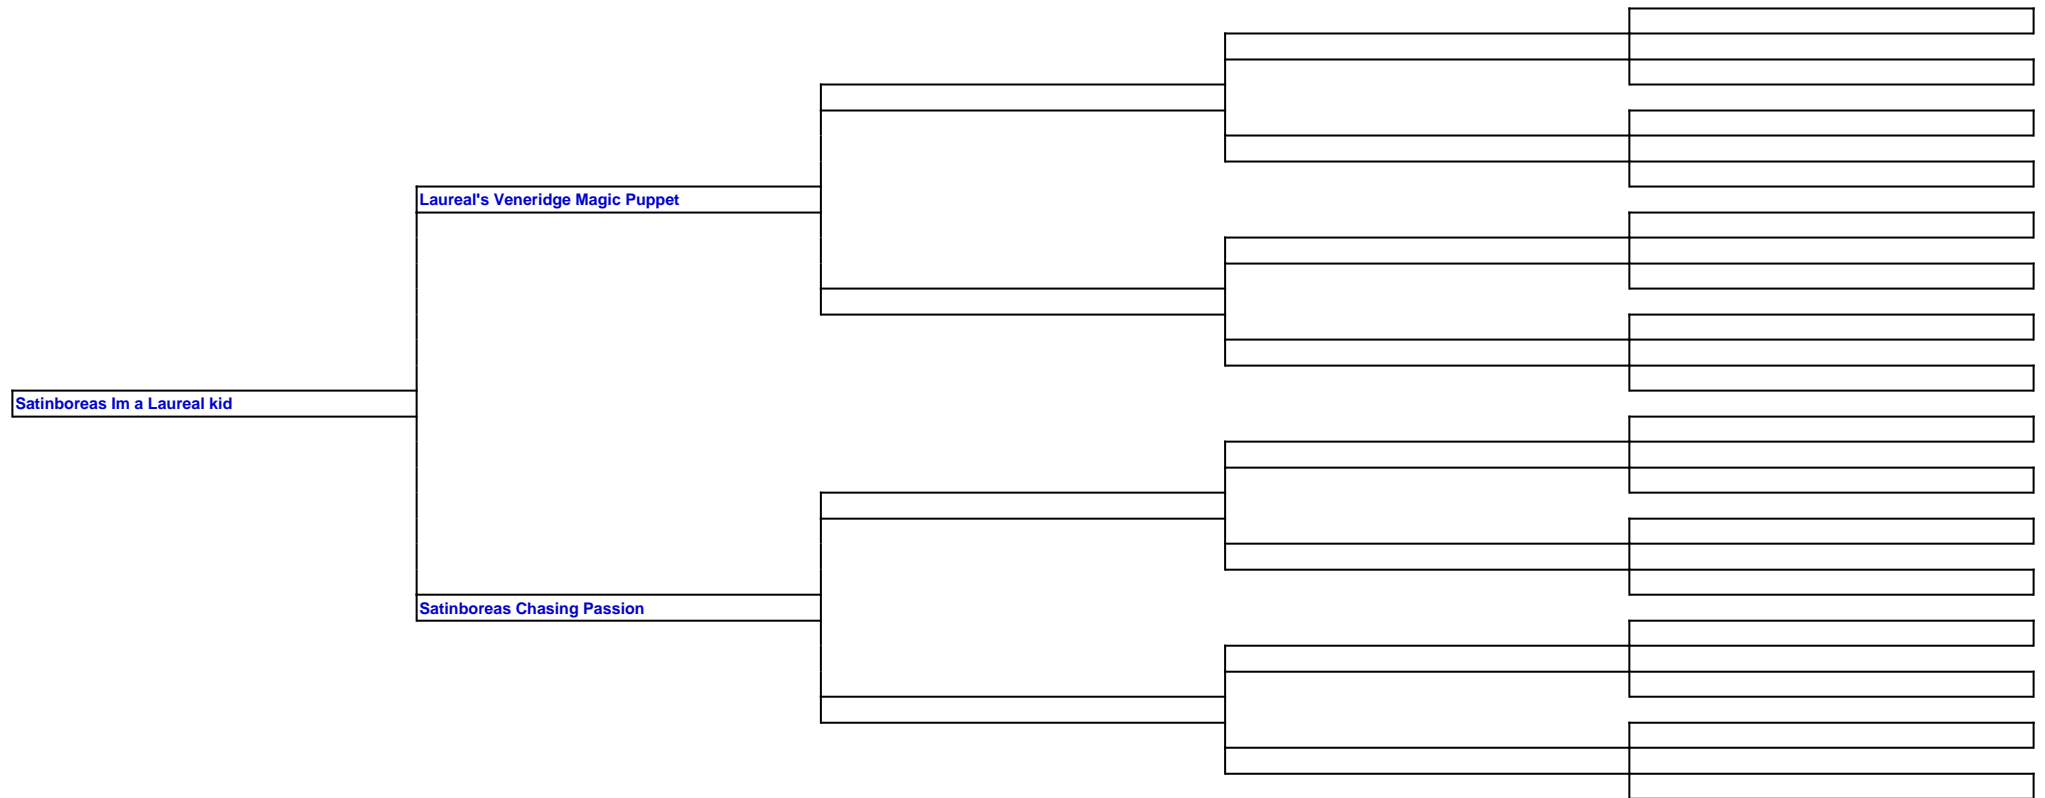 Laureal's Veneridge Magic Puppet
Satinboreas Im a Laureal kid
Satinboreas Chasing Passion